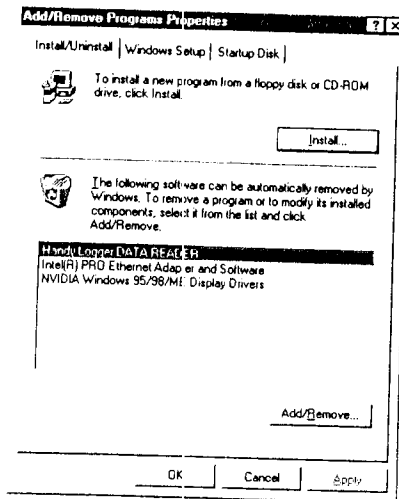 Add/Remove Programs Properties
? X
Install/Uninstall Windows Setup Startup Disk
To install a new program from a floppy disk or CD-ROM
drive, click Install.
Install...
The following software can be automatically removed by
Windows. To remove a program or to modify its installed
components, select it from the list and click
Add/Remove.
Handy Logger DATA READER
Intel(R) PRO Ethernet Adapter and Software
NVIDIA Windows 95/98/ME Display Drivers
Add/Remove...
OK Cancel Apply